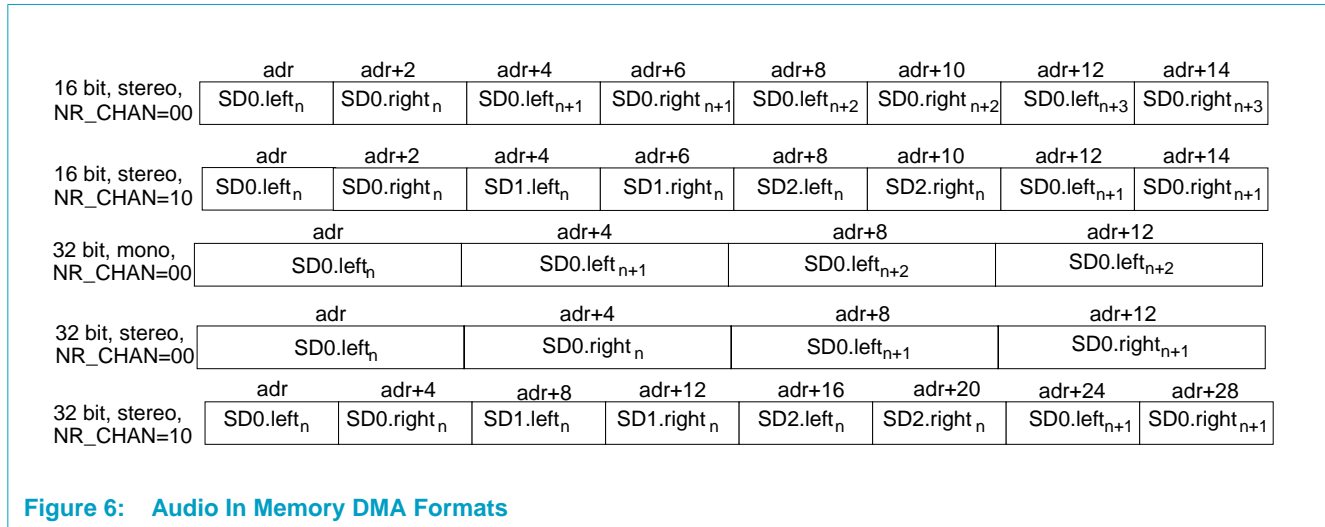 adr adr+2 adr+4 adr+6 adr+8 adr+10 adr+12 adr+14
16 bit, stereo,
NR_CHAN=00
SD0.leftn SD0.rightn SD0.leftn+1 SD0.rightn+1 SD0.leftn+2 SD0.rightn+2 SD0.leftn+3 SD0.rightn+3
adr adr+2 adr+4 adr+6 adr+8 adr+10 adr+12 adr+14
16 bit, stereo,
NR_CHAN=10
SD0.leftn SD0.rightn SD1.leftn SD1.rightn SD2.leftn SD2.rightn SD0.leftn+1 SD0.rightn+1
adr adr+4 adr+8 adr+12
32 bit, mono,
NR_CHAN=00
SD0.leftn SD0.leftn+1 SD0.leftn+2 SD0.leftn+2
adr adr+4 adr+8 adr+12
32 bit, stereo,
NR_CHAN=00
SD0.leftn SD0.rightn SD0.leftn+1 SD0.rightn+1
adr adr+4 adr+8 adr+12 adr+16 adr+20 adr+24 adr+28
32 bit, stereo,
NR_CHAN=10
SD0.leftn SD0.rightn SD1.leftn SD1.rightn SD2.leftn SD2.rightn SD0.leftn+1 SD0.rightn+1
Figure 6: Audio In Memory DMA Formats